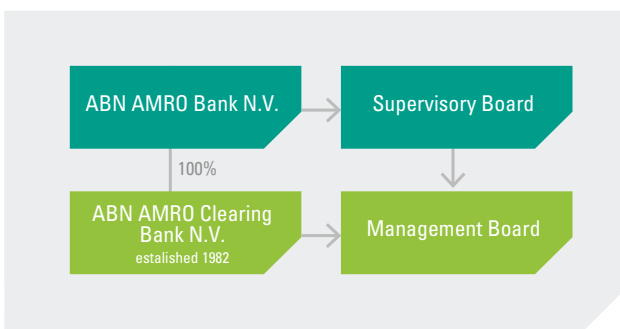 ABN AMRO Bank N.V.
Supervisory Board
100%
ABN AMRO Clearing
Bank N.V.
estalished 1982
Management Board